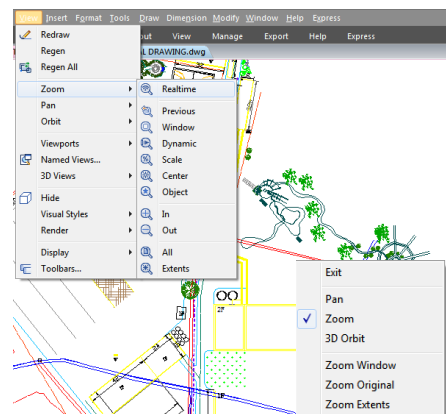 View Insert Format Tools Draw Dimension Modify Window Help Express
out View Manage Export Help Express
L DRAWING.dwg
Redraw
Regen
Regen All
Zoom
Pan
Orbit
Viewports
Named Views...
3D Views
Hide
Visual Styles
Render
Display
Toolbars...
Realtime
Previous
Window
Dynamic
Scale
Center
Object
In
Out
All
Extents
Exit
Pan
Zoom
3D Orbit
Zoom Window
Zoom Original
Zoom Extents
2F
1F